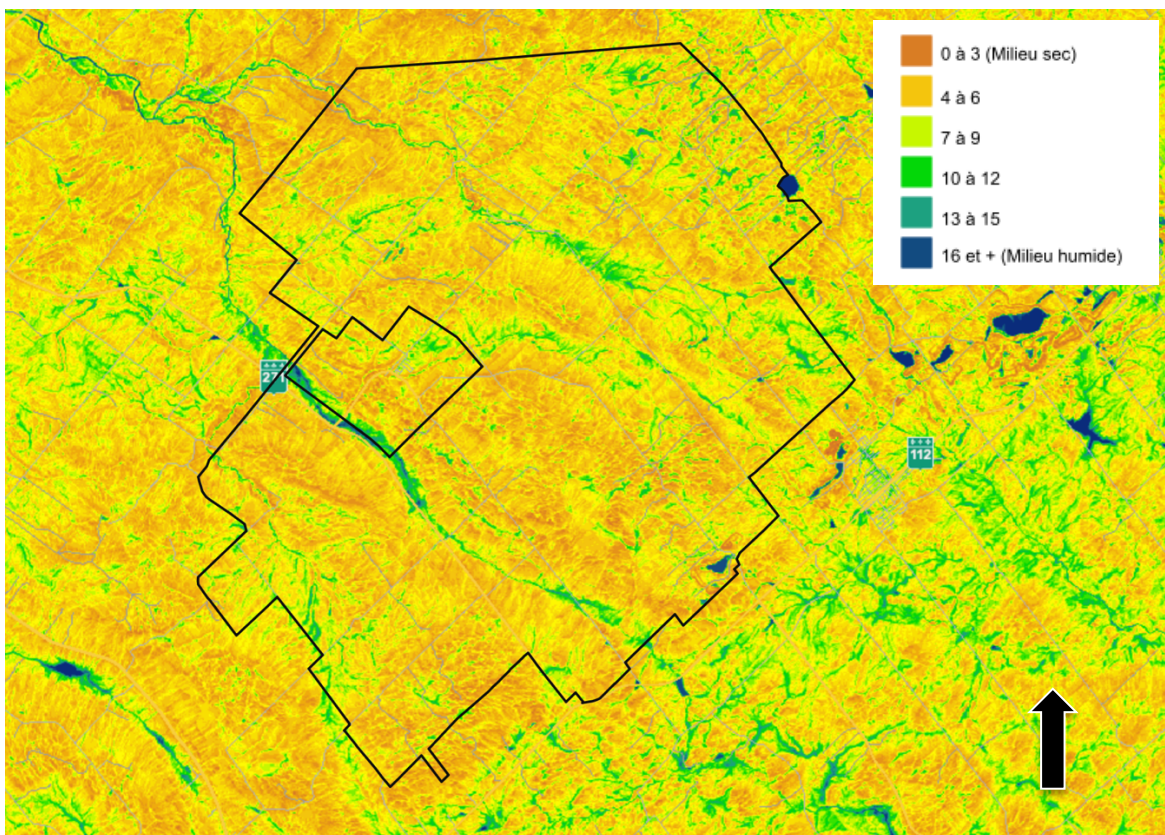 0 à 3 (Milieu sec)
4 à 6
7 à 9
10 à 12
13 à 15
16 et + (Milieu humide)
271
112